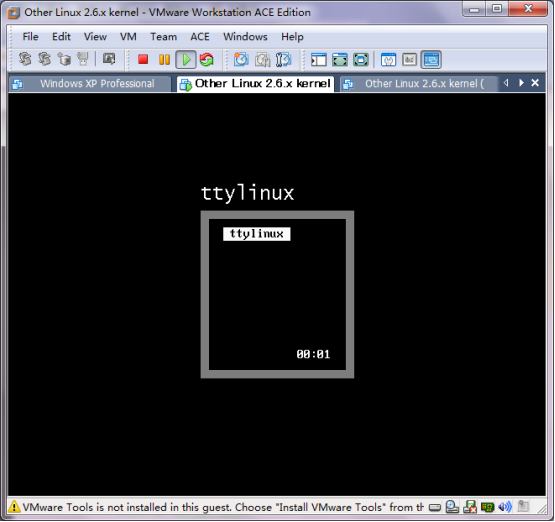 Other Linux 2.6.x kernel - VMware Workstation ACE Edition
File Edit View VM Team ACE Windows Help
Windows XP Professional Other Linux 2.6.x kernel Other Linux 2.6.x kernel (
ttylinux
ttylinux
00:01
VMware Tools is not installed in this guest. Choose "Install VMware Tools" from th